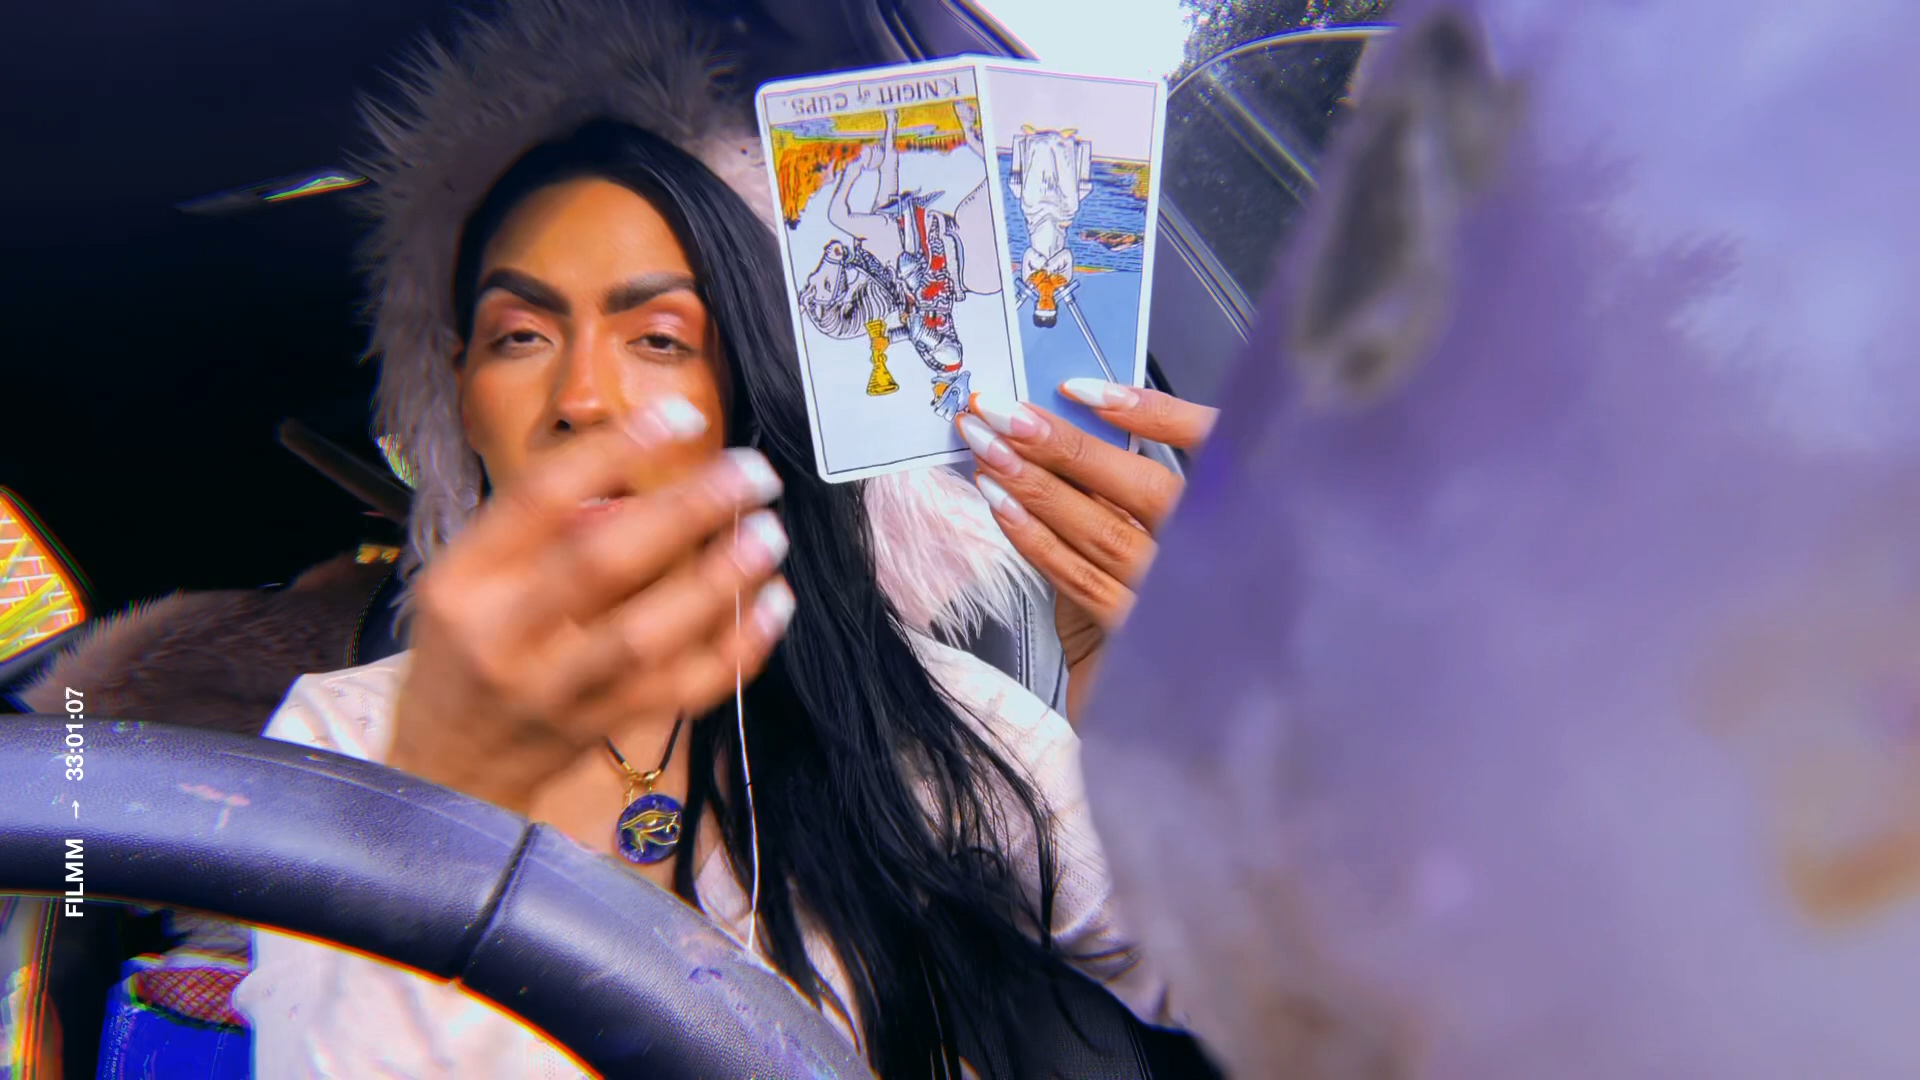 KNIGHT of CUPS.
FILMM → 33:01:07